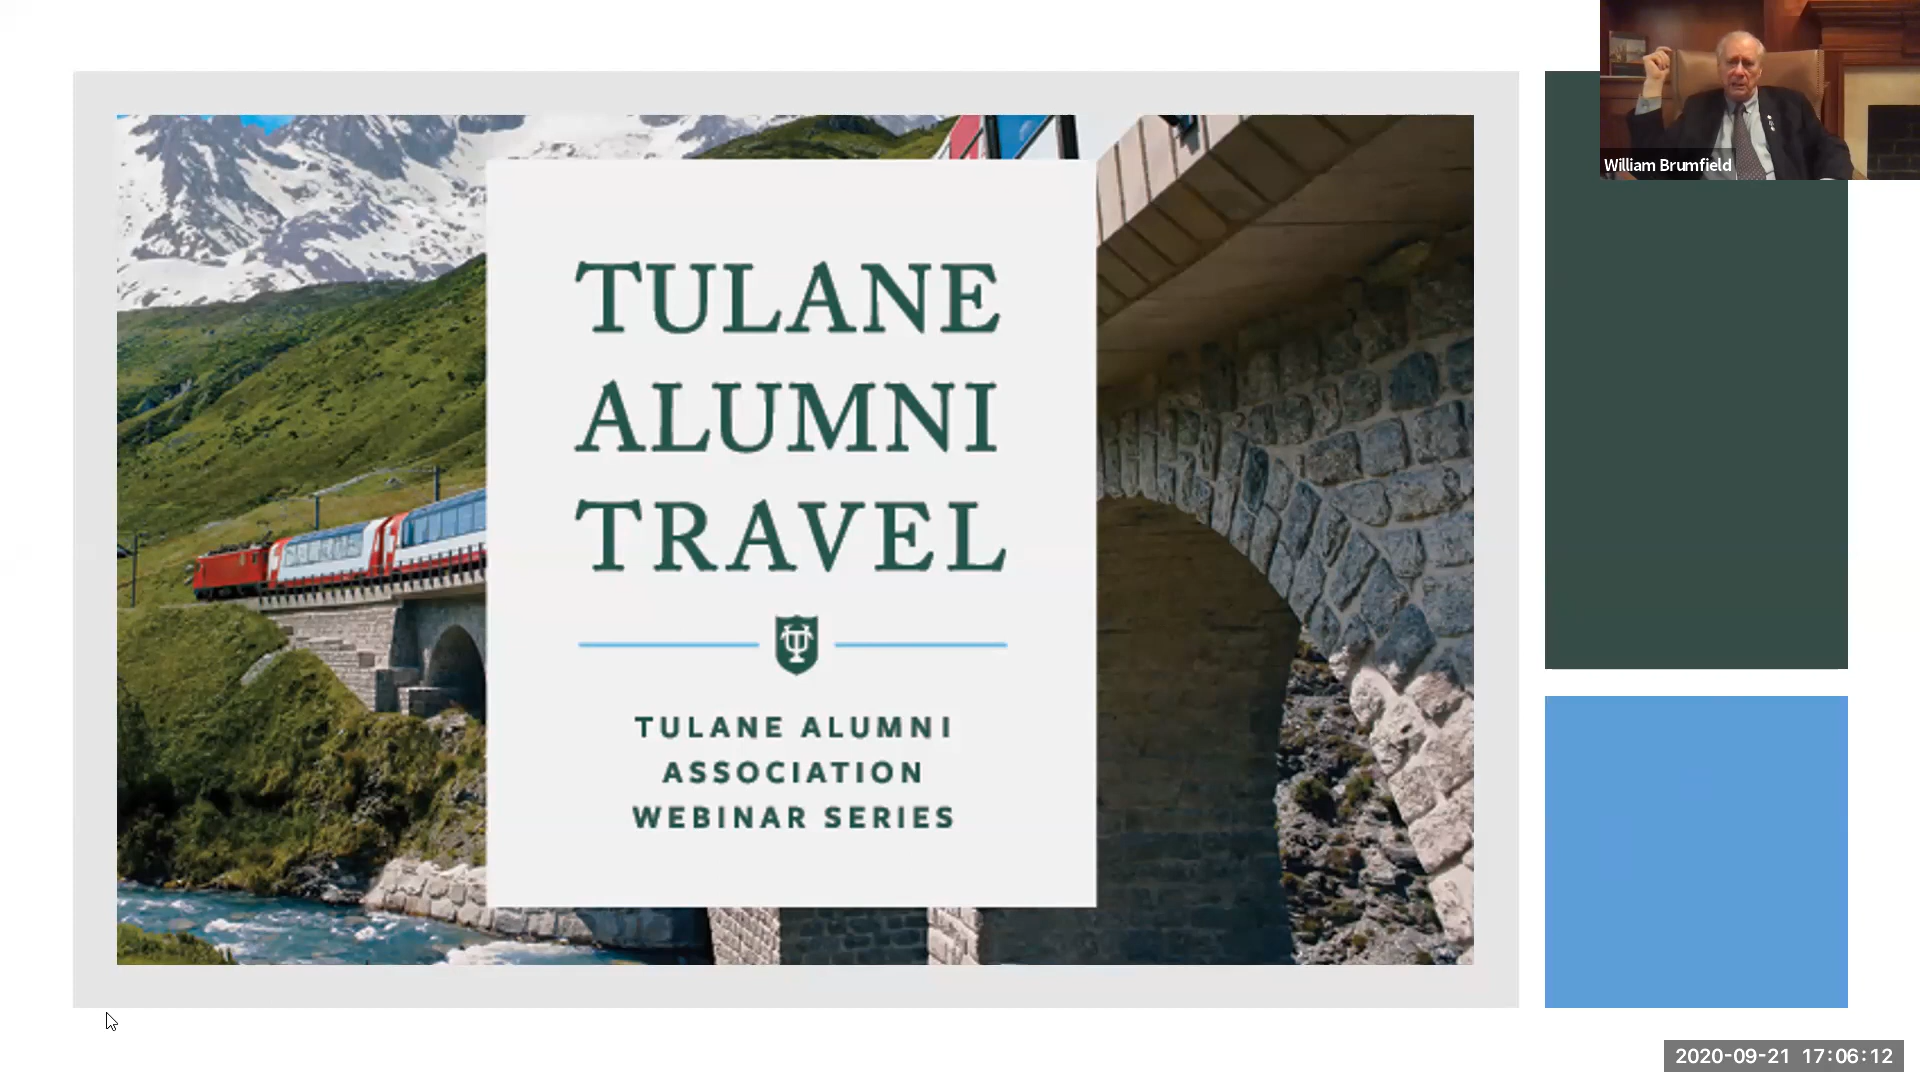 William Brumfield
TULANE
ALUMNI
TRAVEL
TULANE ALUMNI
ASSOCIATION
WEBINAR SERIES
2020-09-21 17:06:12